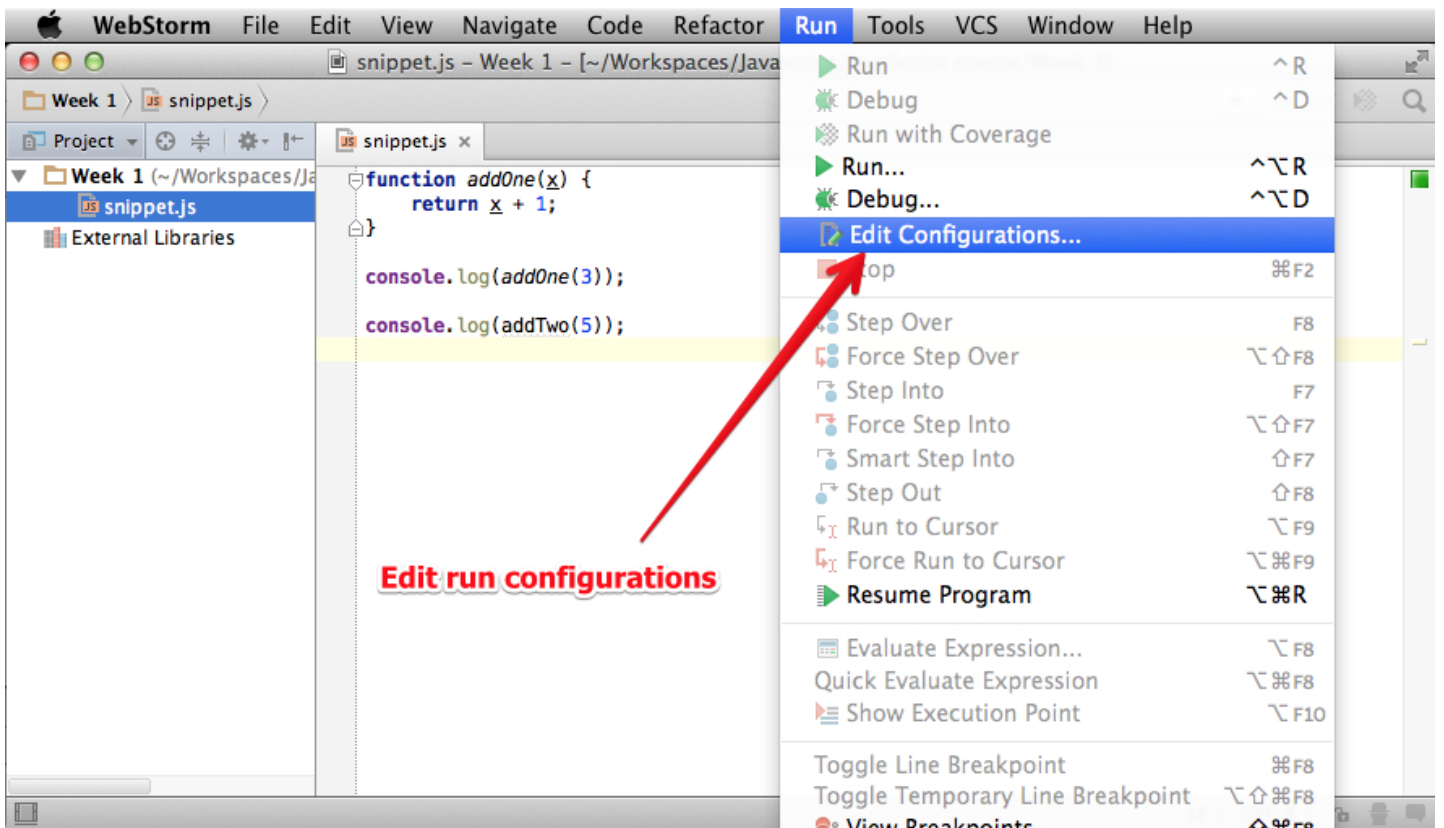 WebStorm File Edit View Navigate Code Refactor Run Tools VCS Window Help
snippet.js – Week 1 – [~/Workspaces/Java
Week 1 snippet.js
Project
snippet.js ×
Week 1 (~/Workspaces/Ja
snippet.js
External Libraries
function addOne(x) {
return x + 1;
}
console.log(addOne(3));
console.log(addTwo(5));
Edit run configurations
Run ^R
Debug ^D
Run with Coverage
Run... ^⌥R
Debug... ^⌥D
Edit Configurations...
top ⌘F2
Step Over F8
Force Step Over ⌥⇧F8
Step Into F7
Force Step Into ⌥⇧F7
Smart Step Into ⇧F7
Step Out ⇧F8
Run to Cursor ⌥F9
Force Run to Cursor ⌥⌘F9
Resume Program ⌥⌘R
Evaluate Expression... ⌥F8
Quick Evaluate Expression ⌥⌘F8
Show Execution Point ⌥F10
Toggle Line Breakpoint ⌘F8
Toggle Temporary Line Breakpoint ⌥⇧⌘F8
View Breakpoints ⇧⌘F8